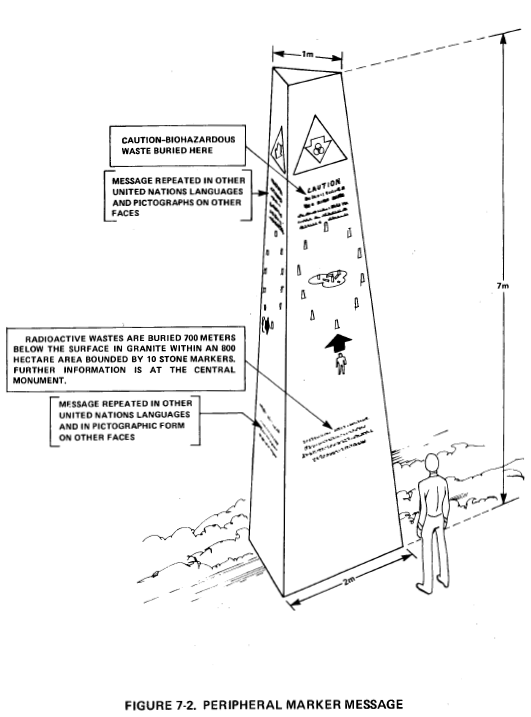 1m
CAUTION-BIOHAZARDOUS
WASTE BURIED HERE
MESSAGE REPEATED IN OTHER
UNITED NATIONS LANGUAGES
AND PICTOGRAPHS ON OTHER
FACES
CAUTION
7m
RADIOACTIVE WASTES ARE BURIED 700 METERS
BELOW THE SURFACE IN GRANITE WITHIN AN 800
HECTARE AREA BOUNDED BY 10 STONE MARKERS.
FURTHER INFORMATION IS AT THE CENTRAL
MONUMENT.
MESSAGE REPEATED IN OTHER
UNITED NATIONS LANGUAGES
AND IN PICTOGRAPHIC FORM
ON OTHER FACES
2m
FIGURE 7-2. PERIPHERAL MARKER MESSAGE